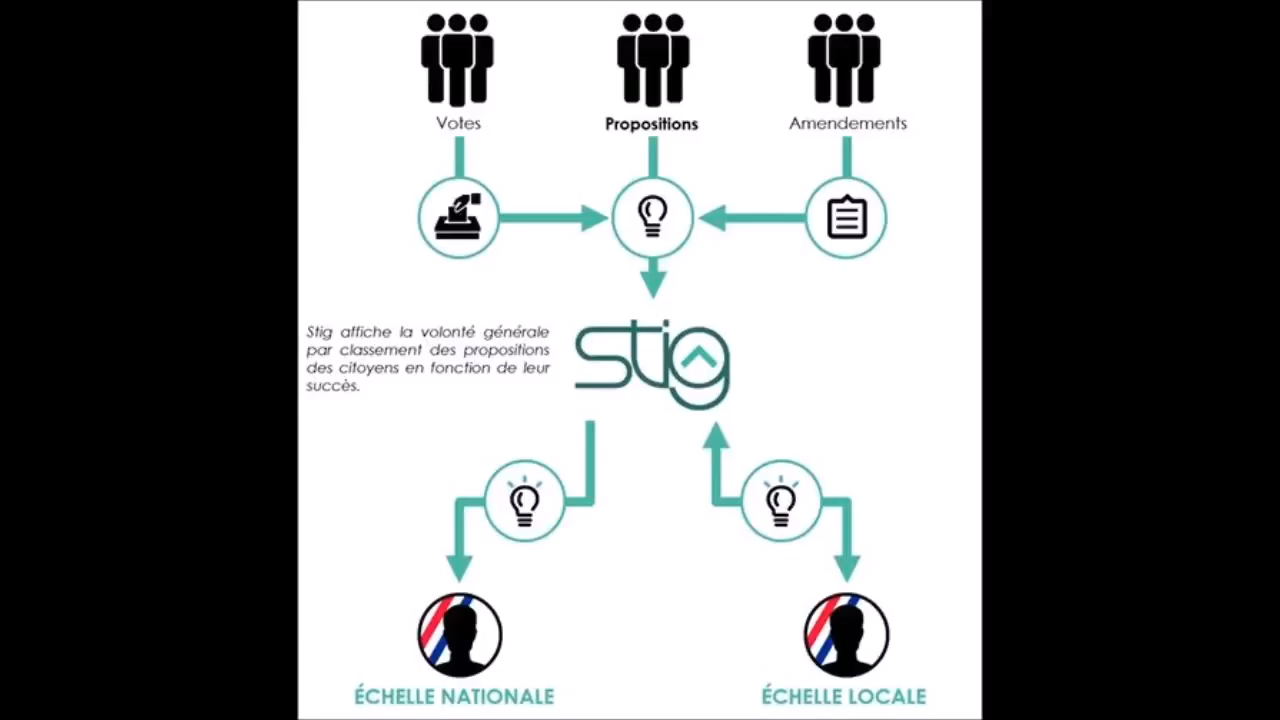 Votes
Propositions
Amendements
Stig affiche la volonté générale
par classement des propositions
des citoyens en fonction de leur
succès.
stig
ÉCHELLE NATIONALE
ÉCHELLE LOCALE